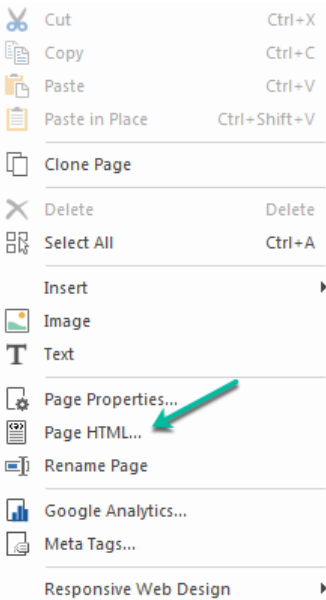 Cut Ctrl+X
Copy Ctrl+C
Paste Ctrl+V
Paste in Place Ctrl+Shift+V
Clone Page
Delete Delete
Select All Ctrl+A
Insert
Image
Text
Page Properties...
Page HTML...
Rename Page
Google Analytics...
Meta Tags...
Responsive Web Design